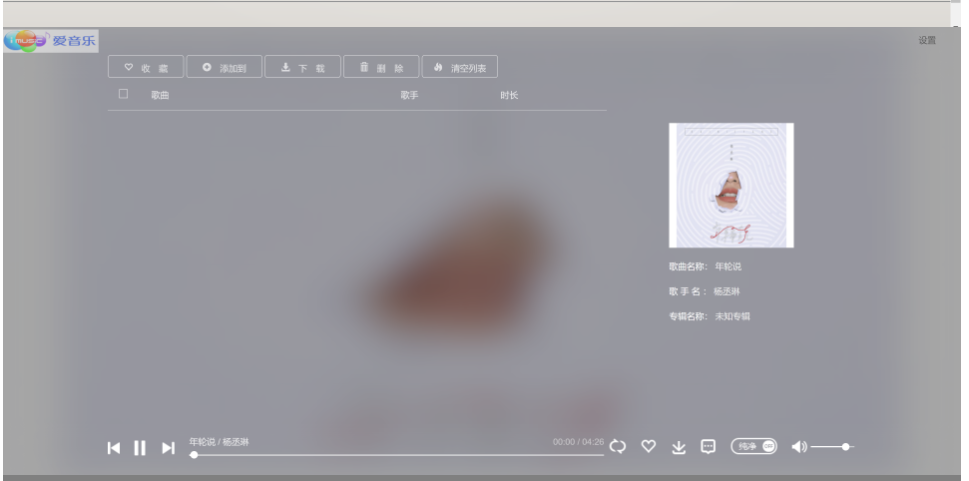 imusic 爱音乐
设置
收 藏 添加到 下 载 删 除 清空列表
歌曲 歌手 时长
歌曲名称： 年轮说
歌 手 名： 杨丞琳
专辑名称： 未知专辑
年轮说 / 杨丞琳 00:00 / 04:26
纯净